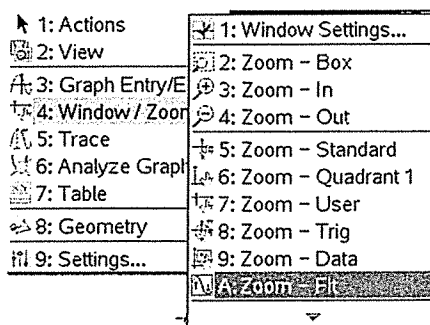 1: Actions
2: View
3: Graph Entry/E
4: Window / Zoor
5: Trace
6: Analyze Graph
7: Table
8: Geometry
9: Settings...
1: Window Settings...
2: Zoom – Box
3: Zoom – In
4: Zoom – Out
5: Zoom – Standard
6: Zoom – Quadrant 1
7: Zoom – User
8: Zoom – Trig
9: Zoom – Data
A: Zoom – Fit